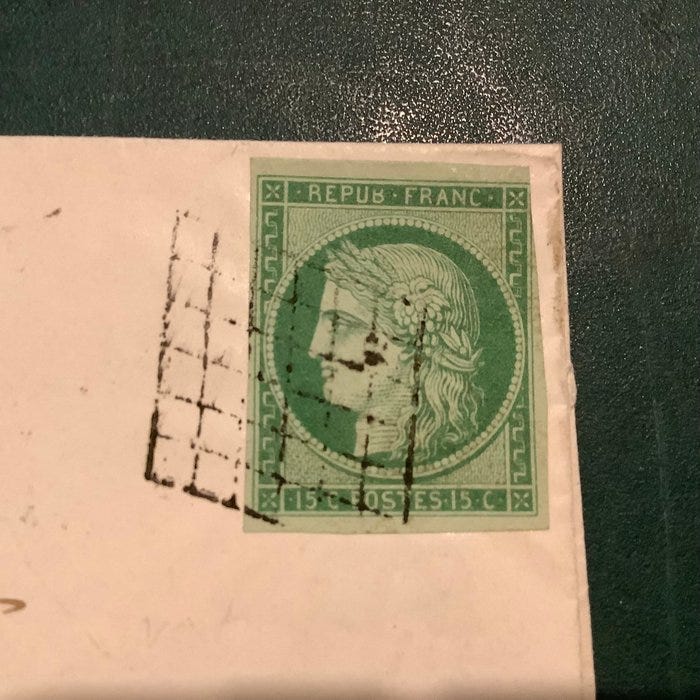 · REPUB · FRANC ·
· 15 · C · POSTES · 15 · C ·